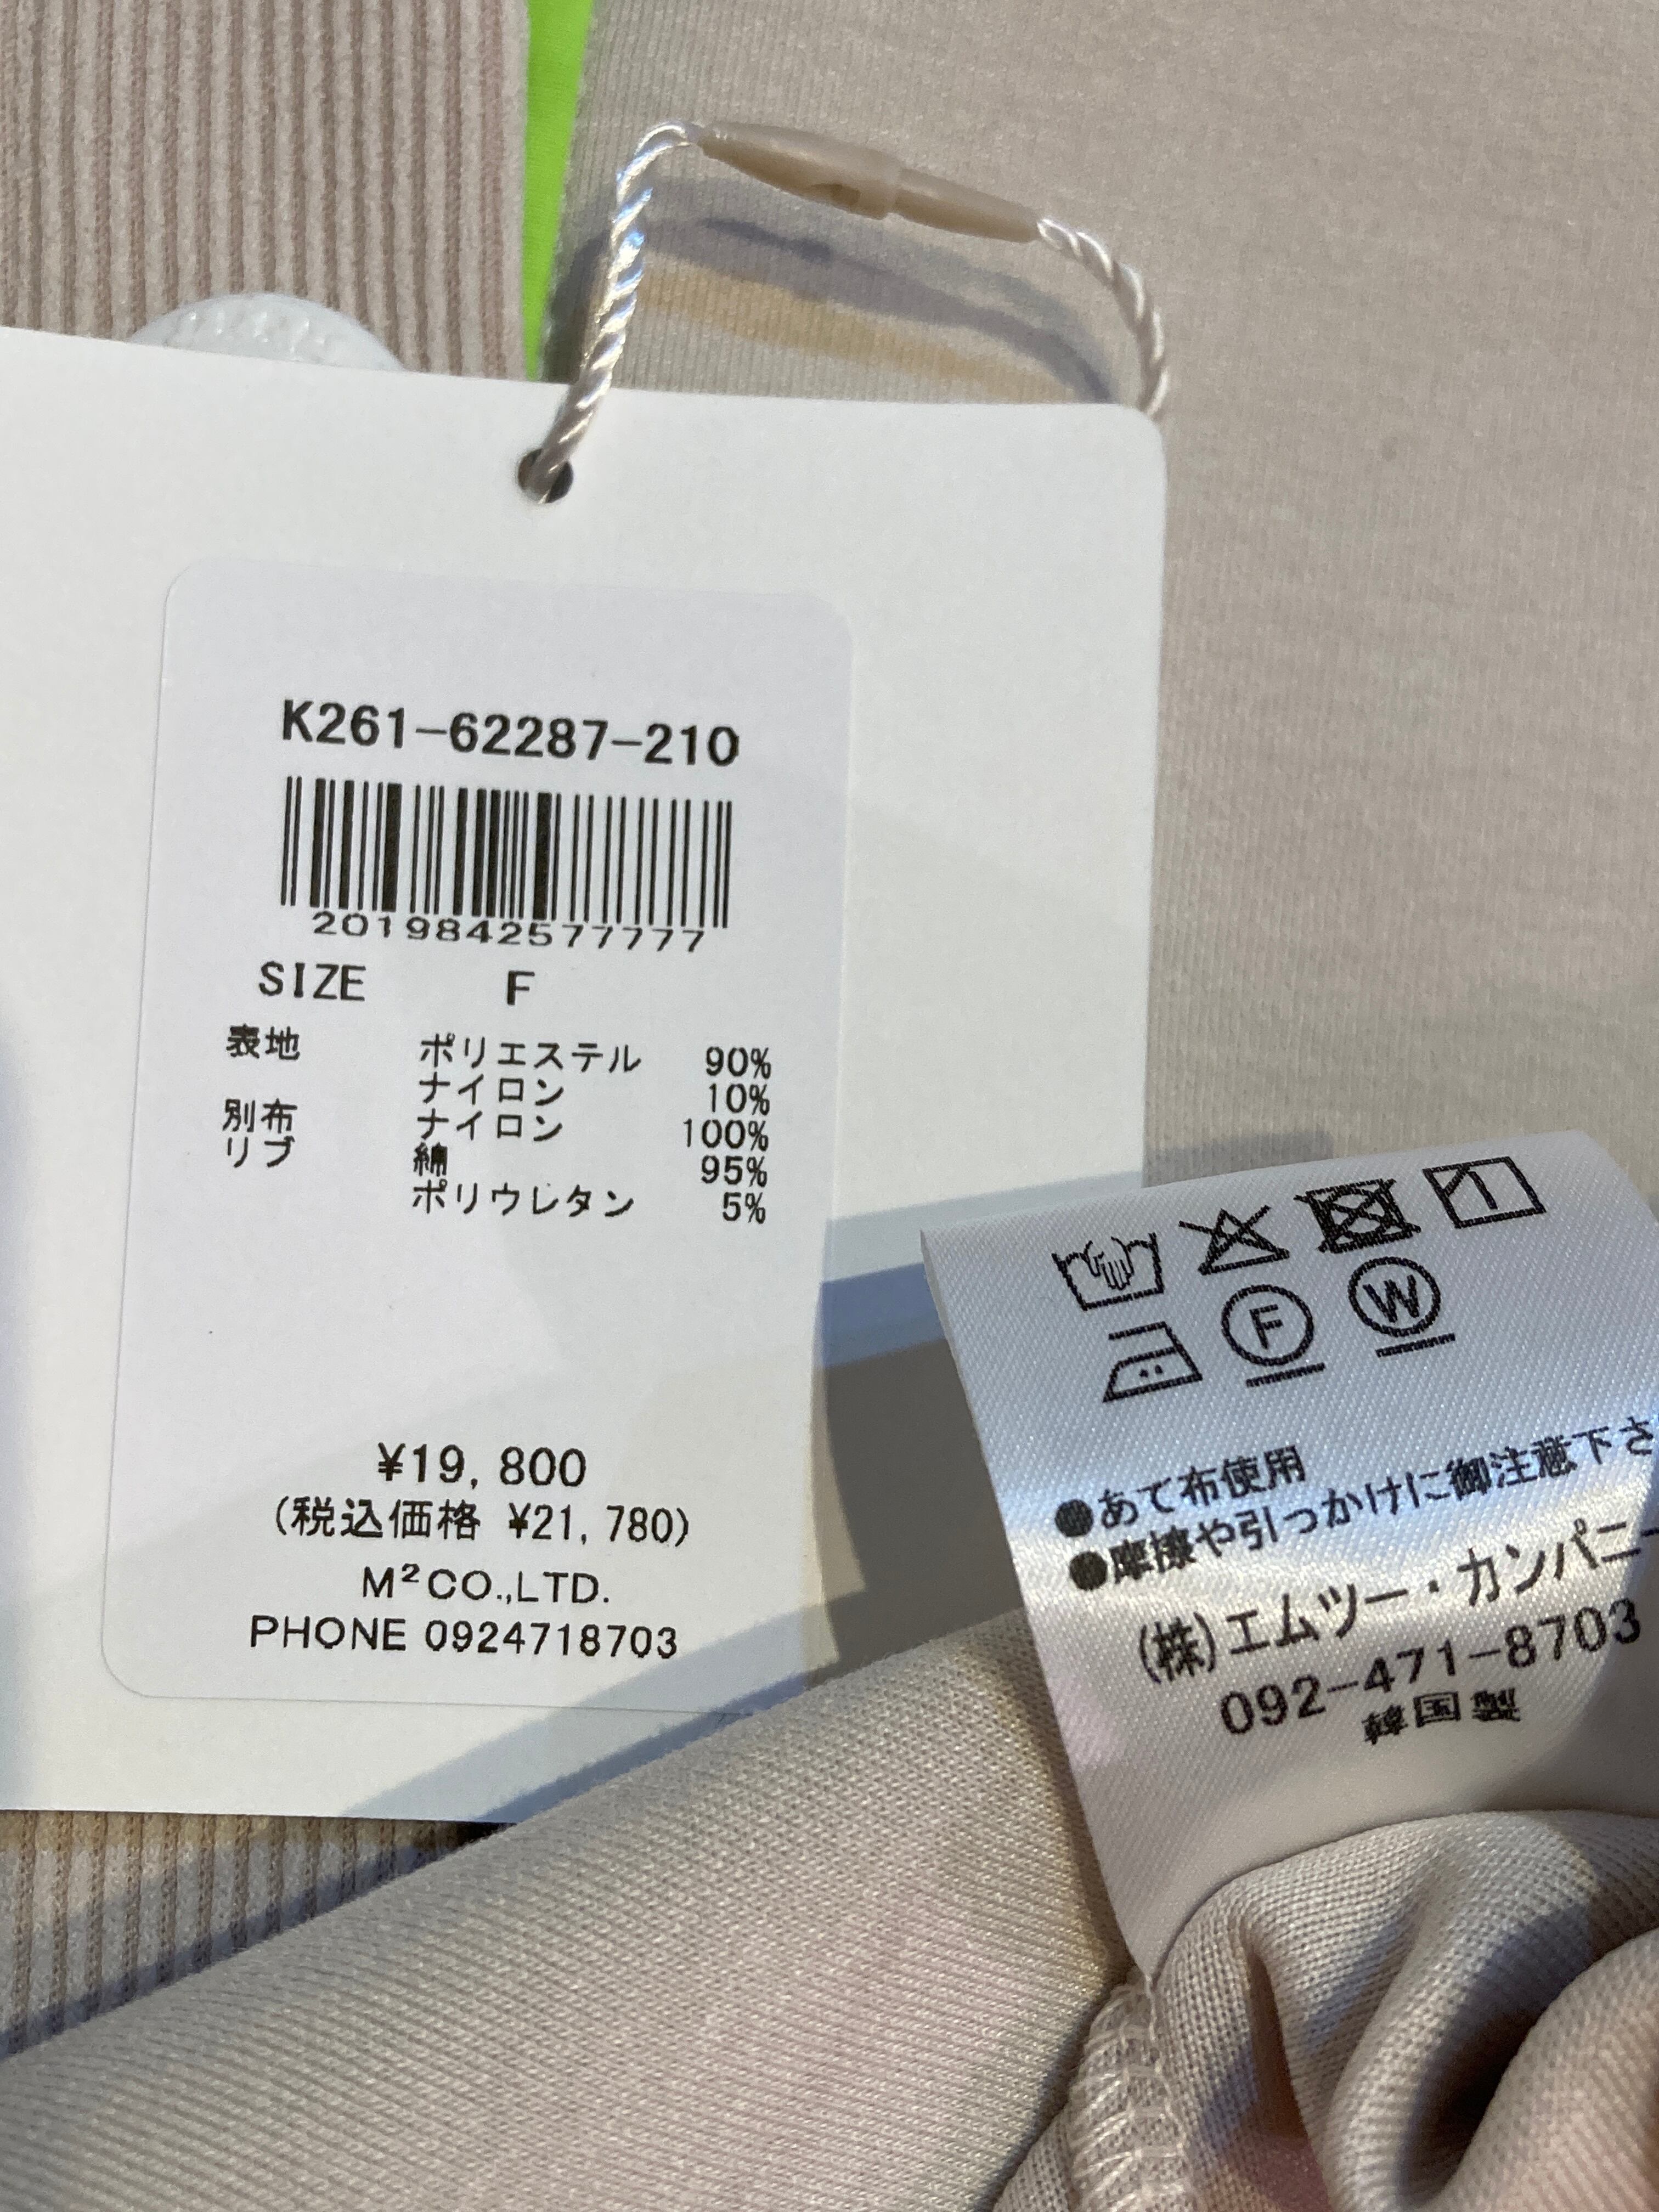 K261-62287-210
2019842577777
SIZE F
表地 ポリエステル 90%
ナイロン 10%
別布 ナイロン 100%
リブ 綿 95%
ポリウレタン 5%
¥19,800
(税込価格 ¥21,780)
M²CO.,LTD.
PHONE 0924718703
F W
●あて布使用
●摩擦や引っかけに御注意下さ
(株)エムツー・カンパニー
092-471-8703
韓国製